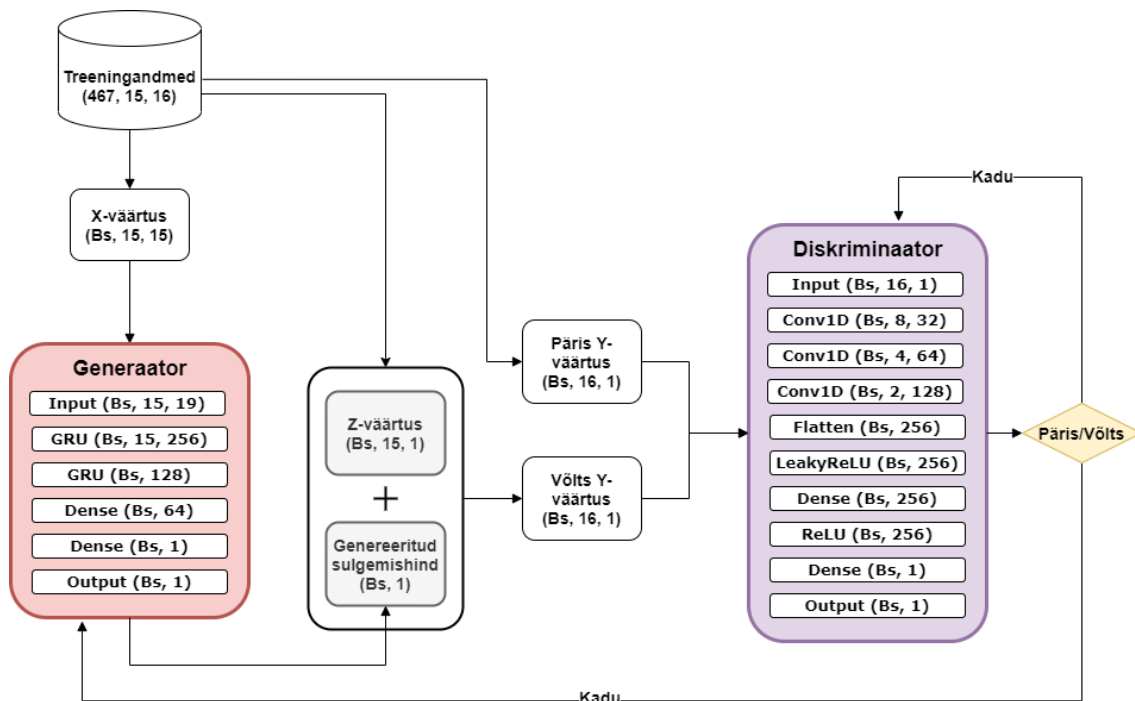 Treeningandmed
(467, 15, 16)
X-väärtus
(Bs, 15, 15)
Generaator
Input (Bs, 15, 19)
GRU (Bs, 15, 256)
GRU (Bs, 128)
Dense (Bs, 64)
Dense (Bs, 1)
Output (Bs, 1)
Z-väärtus
(Bs, 15, 1)
+
Genereeritud
sulgemishind
(Bs, 1)
Päris Y-
väärtus
(Bs, 16, 1)
Võlts Y-
väärtus
(Bs, 16, 1)
Kadu
Diskriminaator
Input (Bs, 16, 1)
Conv1D (Bs, 8, 32)
Conv1D (Bs, 4, 64)
Conv1D (Bs, 2, 128)
Flatten (Bs, 256)
LeakyReLU (Bs, 256)
Dense (Bs, 256)
ReLU (Bs, 256)
Dense (Bs, 1)
Output (Bs, 1)
Päris/Võlts
Kadu